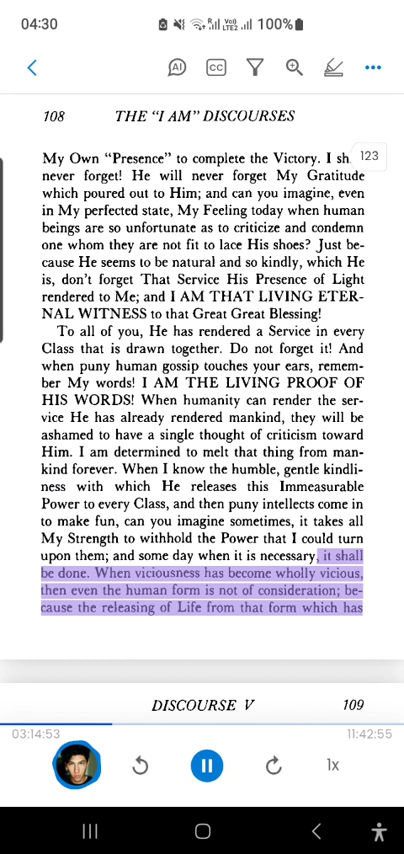 04:30
R
Vo))
LTE2
100%
AI
CC
108 THE "I AM" DISCOURSES
123
My Own "Presence" to complete the Victory. I sh
never forget! He will never forget My Gratitude
which poured out to Him; and can you imagine, even
in My perfected state, My Feeling today when human
beings are so unfortunate as to criticize and condemn
one whom they are not fit to lace His shoes? Just be-
cause He seems to be natural and so kindly, which He
is, don't forget That Service His Presence of Light
rendered to Me; and I AM THAT LIVING ETER-
NAL WITNESS to that Great Great Blessing!
To all of you, He has rendered a Service in every
Class that is drawn together. Do not forget it! And
when puny human gossip touches your ears, remem-
ber My words! I AM THE LIVING PROOF OF
HIS WORDS! When humanity can render the ser-
vice He has already rendered mankind, they will be
ashamed to have a single thought of criticism toward
Him. I am determined to melt that thing from man-
kind forever. When I know the humble, gentle kindli-
ness with which He releases this Immeasurable
Power to every Class, and then puny intellects come in
to make fun, can you imagine sometimes, it takes all
My Strength to withhold the Power that I could turn
upon them; and some day when it is necessary, it shall
be done. When viciousness has become wholly vicious,
then even the human form is not of consideration; be-
cause the releasing of Life from that form which has
DISCOURSE V 109
03:14:53 11:42:55
1x